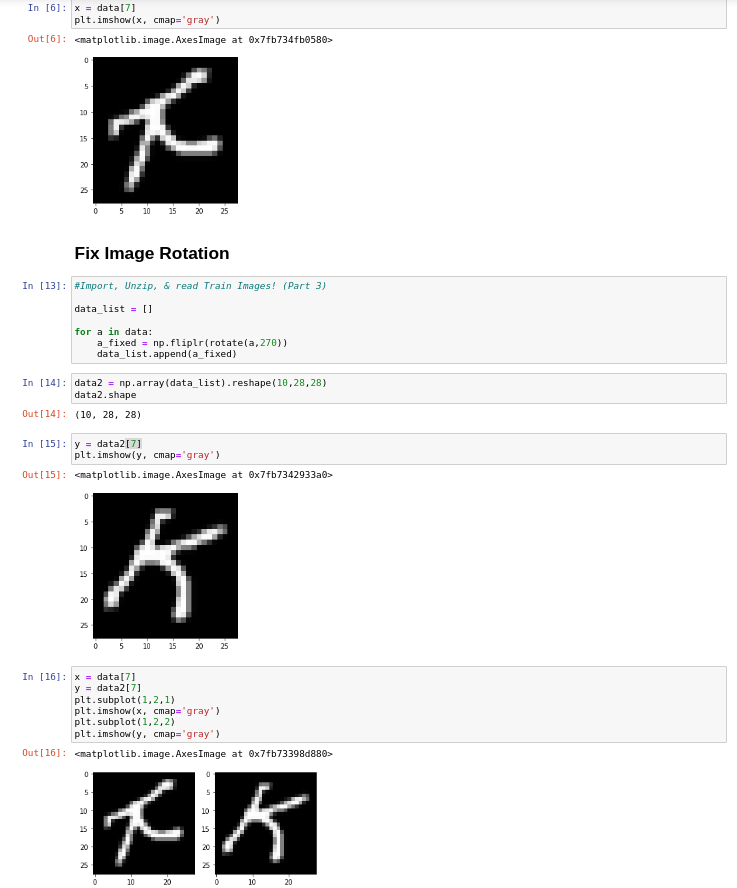 In [6]: x = data[7]
plt.imshow(x, cmap='gray')
Out[6]: <matplotlib.image.AxesImage at 0x7fb734fb0580>
0
5
10
15
20
25
0 5 10 15 20 25
Fix Image Rotation
In [13]: #Import, Unzip, & read Train Images! (Part 3)
data_list = []
for a in data:
a_fixed = np.fliplr(rotate(a,270))
data_list.append(a_fixed)
In [14]: data2 = np.array(data_list).reshape(10,28,28)
data2.shape
Out[14]: (10, 28, 28)
In [15]: y = data2[7]
plt.imshow(y, cmap='gray')
Out[15]: <matplotlib.image.AxesImage at 0x7fb7342933a0>
0
5
10
15
20
25
0 5 10 15 20 25
In [16]: x = data[7]
y = data2[7]
plt.subplot(1,2,1)
plt.imshow(x, cmap='gray')
plt.subplot(1,2,2)
plt.imshow(y, cmap='gray')
Out[16]: <matplotlib.image.AxesImage at 0x7fb73398d880>
0 0
5 5
10 10
15 15
20 20
25 25
0 10 20 0 10 20